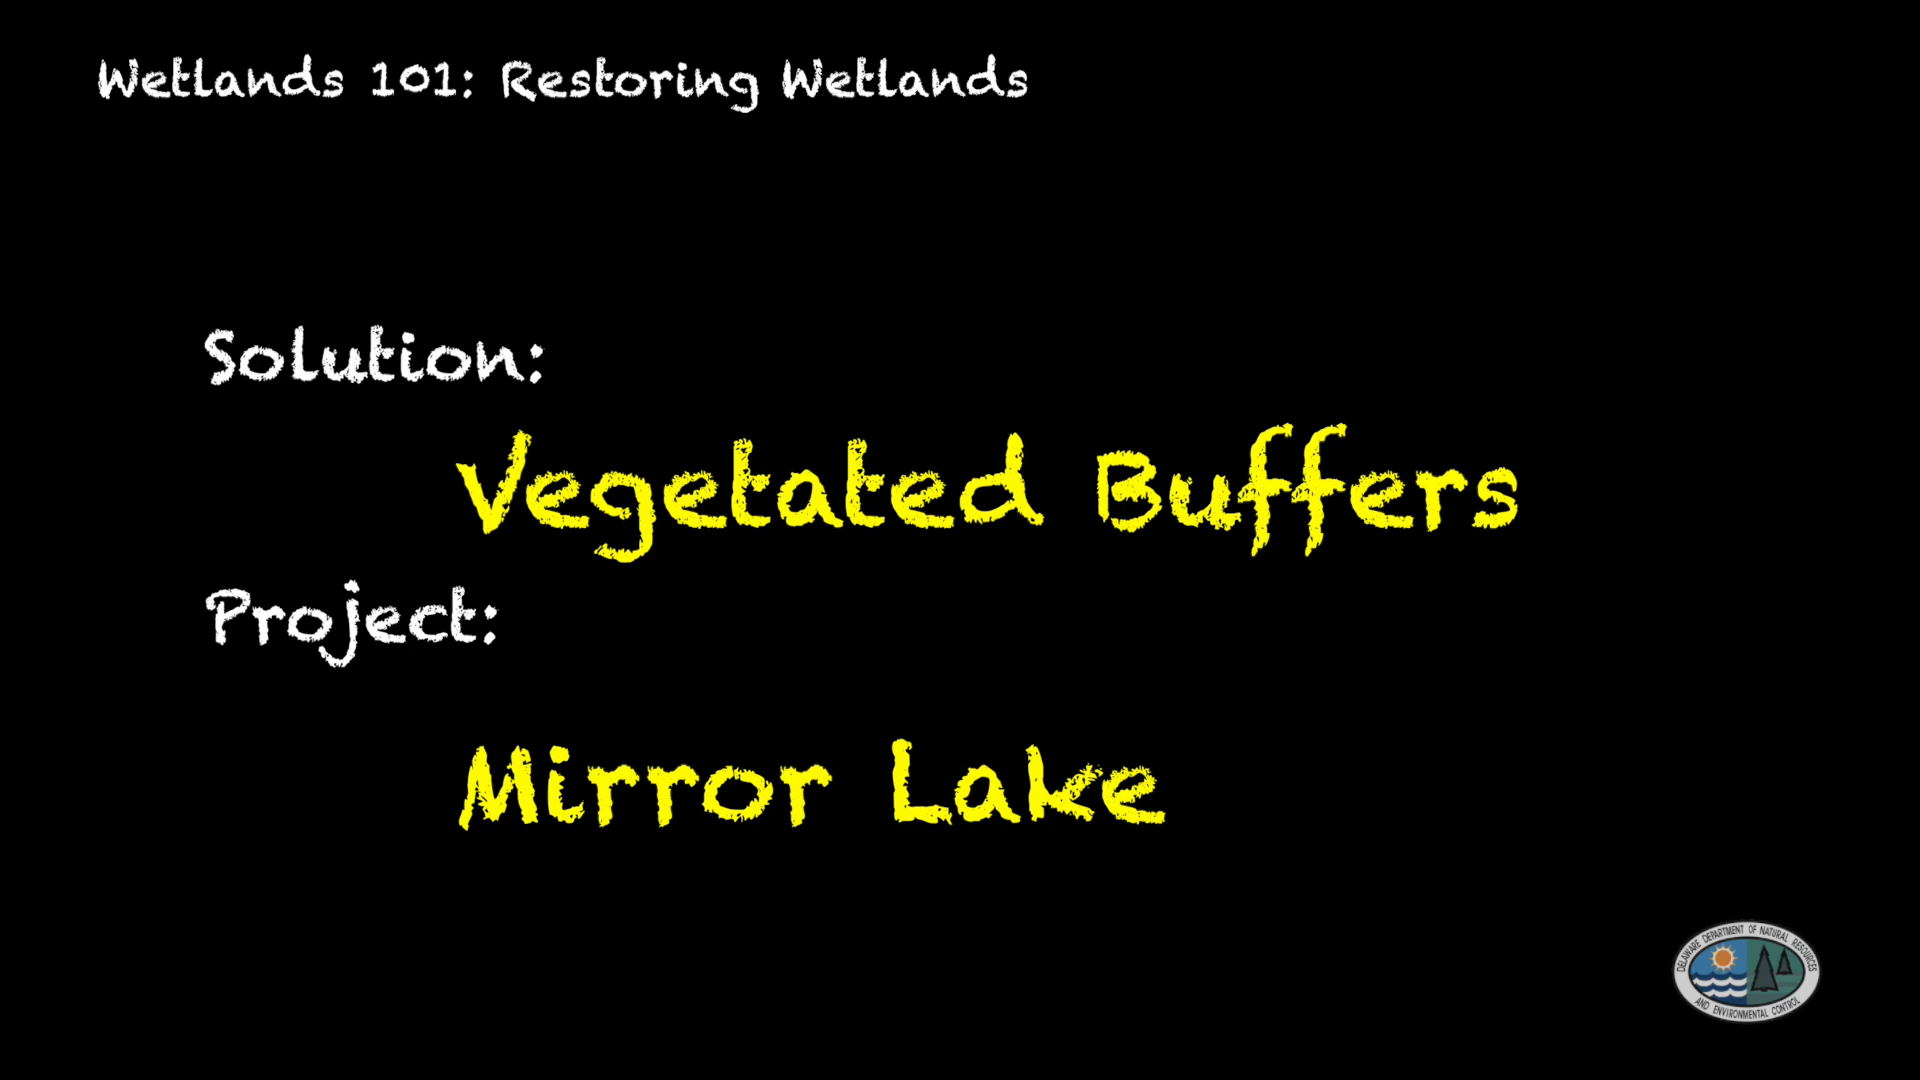 Wetlands 101: Restoring Wetlands
Solution:
Vegetated Buffers
Project:
Mirror Lake
DELAWARE DEPARTMENT OF NATURAL RESOURCES
AND ENVIRONMENTAL CONTROL